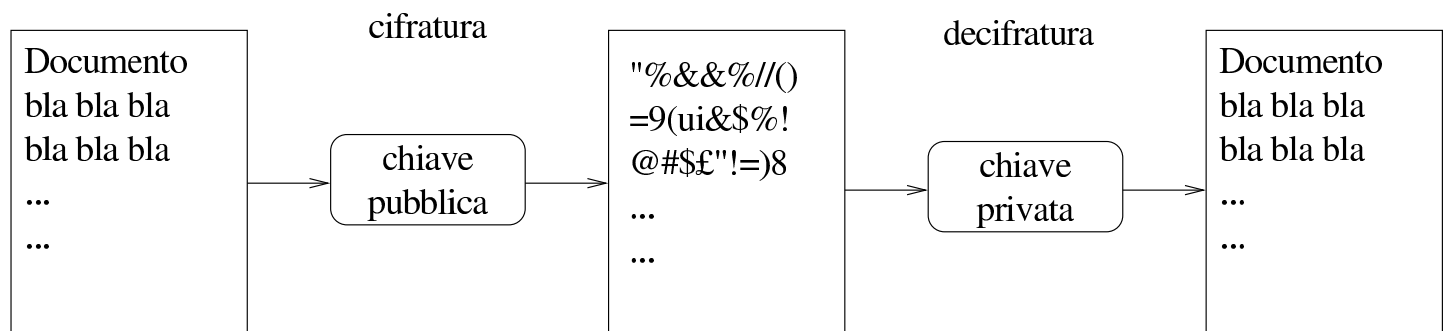 cifratura
decifratura
Documento
bla bla bla
bla bla bla
...
...
chiave
pubblica
"%&&%//()
=9(ui&$%!
@#$£"!=)8
...
...
chiave
privata
Documento
bla bla bla
bla bla bla
...
...